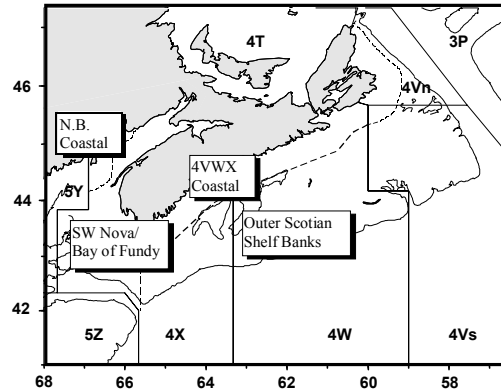 4T
3P
46
4Vn
N.B.
Coastal
4VWX
Coastal
5Y
44
SW Nova/
Bay of Fundy
Outer Scotian
Shelf Banks
42
5Z
4X
4W
4Vs
68
66
64
62
60
58